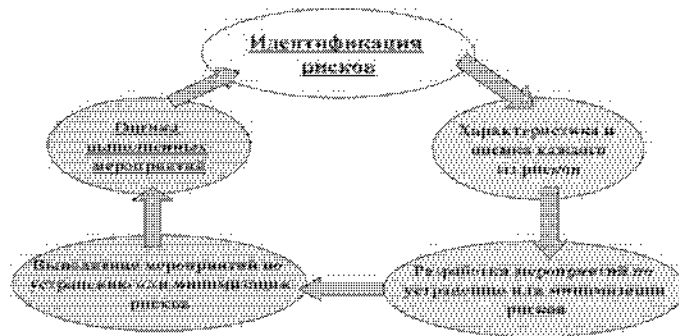 Идентификация
рисков
Оценка
выполненных
мероприятий
Характеристика и
оценка каждого
из рисков
Выполнение мероприятий по
устранению или минимизации
рисков
Разработка мероприятий по
устранению или минимизации
рисков